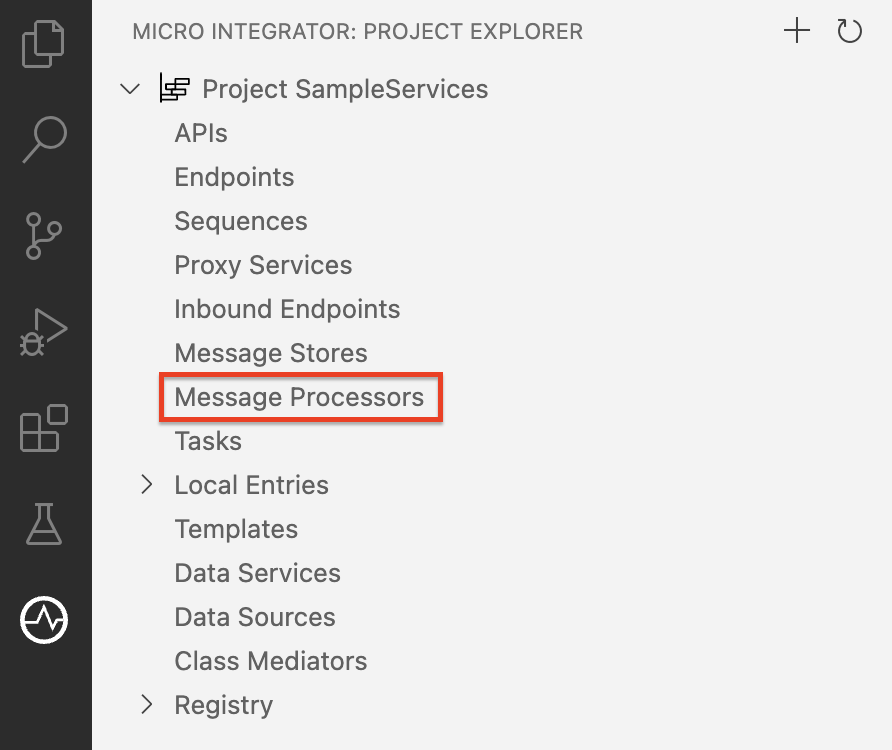 MICRO INTEGRATOR: PROJECT EXPLORER
Project SampleServices
APIs
Endpoints
Sequences
Proxy Services
Inbound Endpoints
Message Stores
Message Processors
Tasks
Local Entries
Templates
Data Services
Data Sources
Class Mediators
Registry